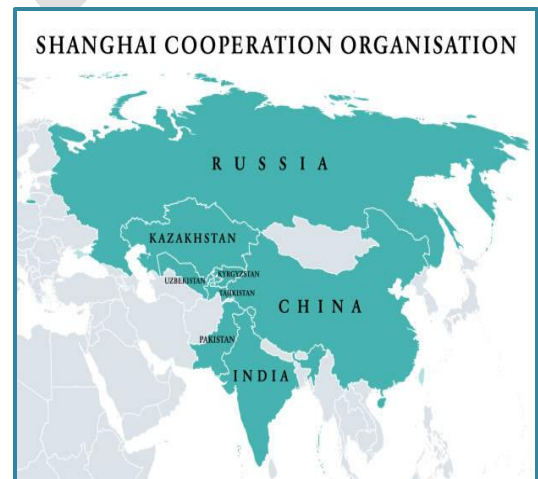 SHANGHAI COOPERATION ORGANISATION
RUSSIA
KAZAKHSTAN
UZBEKISTAN
KYRGYZSTAN
TAJIKISTAN
CHINA
PAKISTAN
INDIA